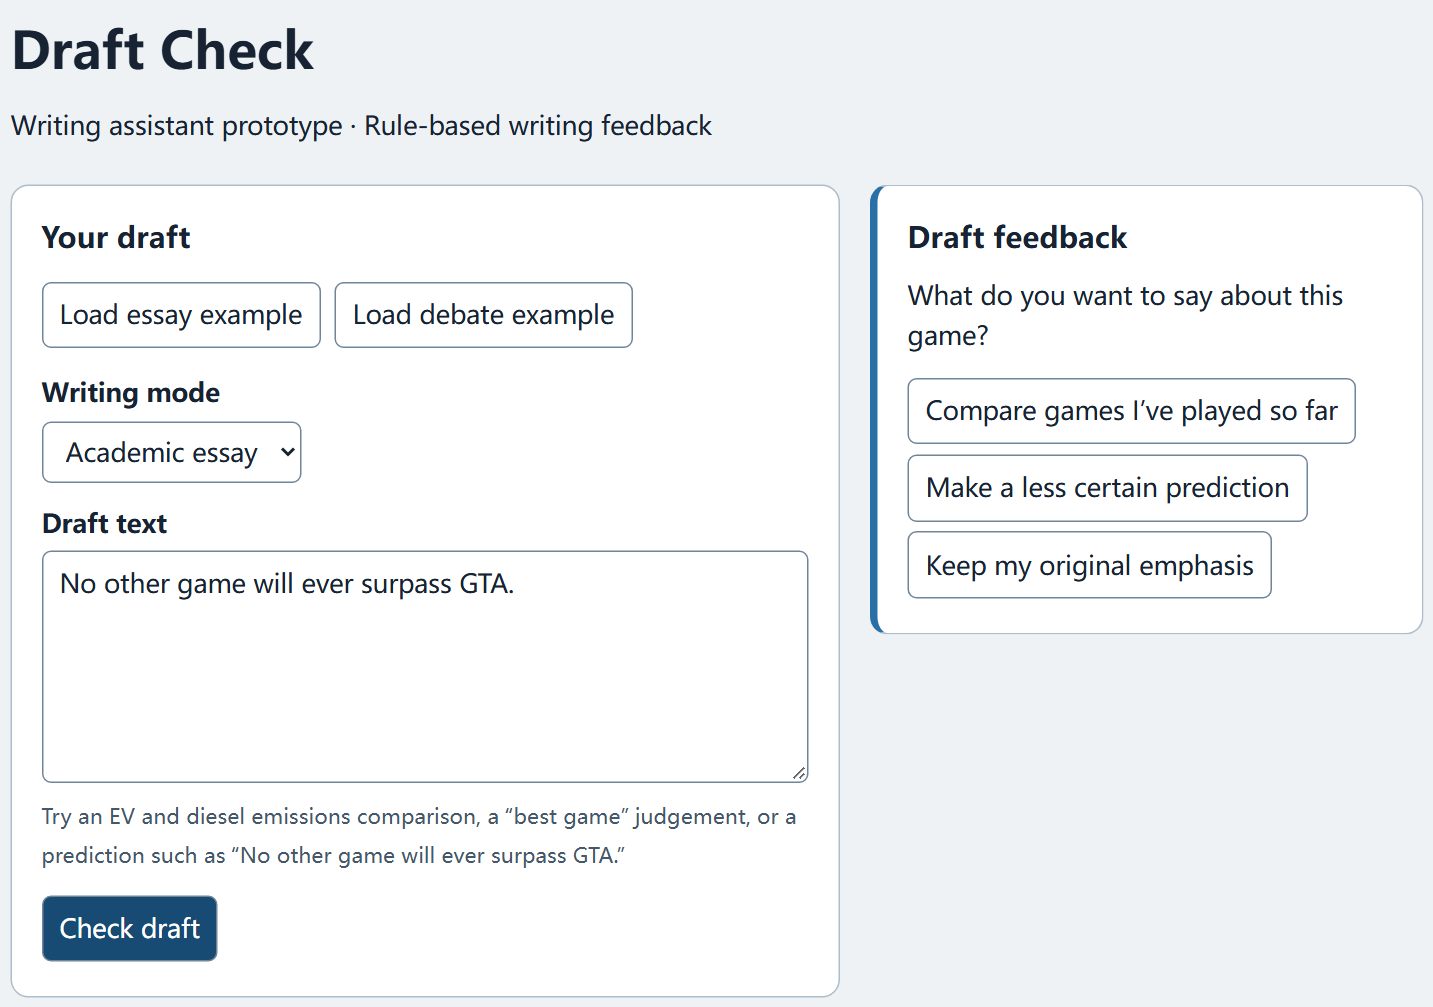 Draft Check
Writing assistant prototype · Rule-based writing feedback
Your draft
Load essay example
Load debate example
Writing mode
Academic essay
Draft text
No other game will ever surpass GTA.
Try an EV and diesel emissions comparison, a “best game” judgement, or a
prediction such as “No other game will ever surpass GTA.”
Check draft
Draft feedback
What do you want to say about this
game?
Compare games I’ve played so far
Make a less certain prediction
Keep my original emphasis